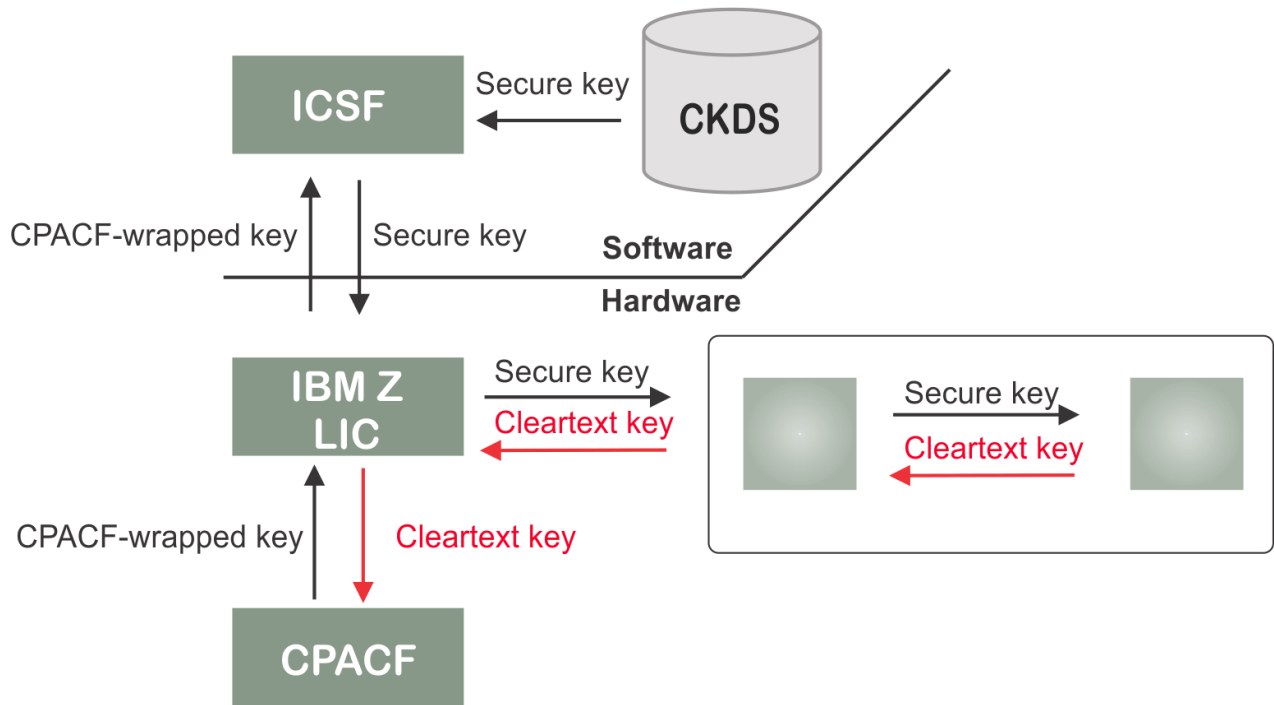 ICSF
Secure key
CKDS
CPACF-wrapped key
Secure key
Software
Hardware
IBM Z
LIC
Secure key
Cleartext key
Secure key
Cleartext key
CPACF-wrapped key
Cleartext key
CPACF